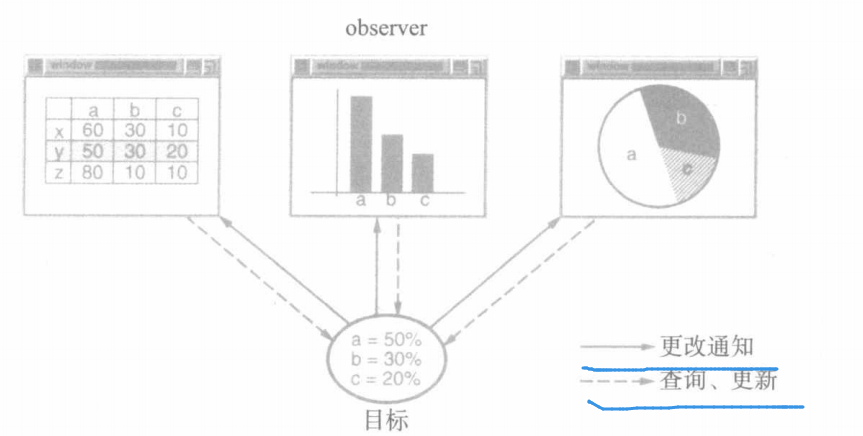 observer
window
window
window
a b c
x 60 30 10
y 50 30 20
z 80 10 10
a b c
a
b
c
a = 50%
b = 30%
c = 20%
目标
更改通知
查询、更新